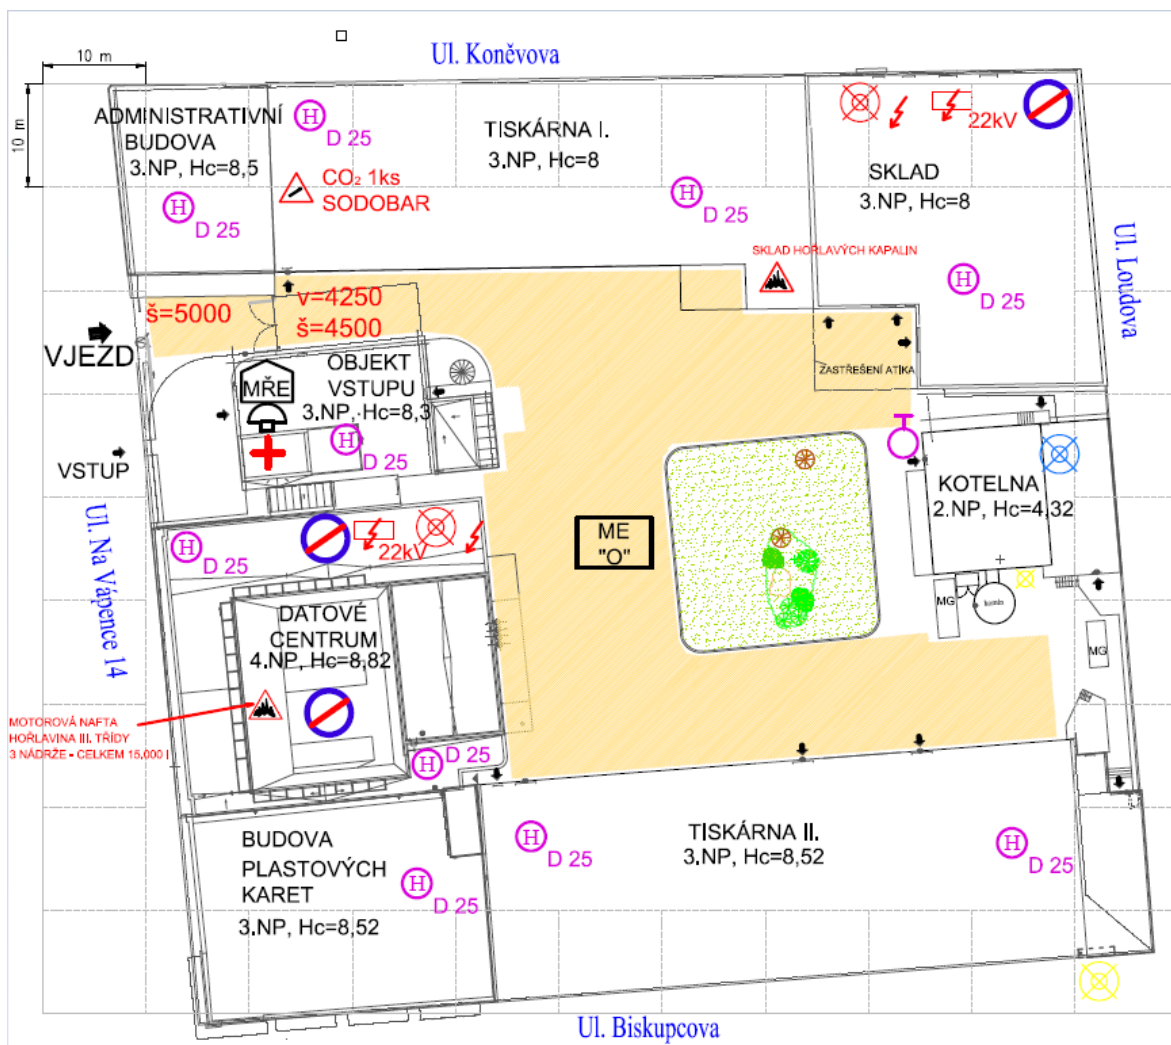 10 m
Ul. Koněvova
10 m
ADMINISTRATIVNÍ
BUDOVA
3.NP, Hc=8,5
H
D 25
H
D 25
TISKÁRNA I.
3.NP, Hc=8
CO₂ 1ks
SODOBAR
H
D 25
22kV
SKLAD
3.NP, Hc=8
SKLAD HOŘLAVÝCH KAPALIN
H
D 25
Ul. Loudova
š=5000
v=4250
š=4500
VJEZD
OBJEKT
VSTUPU
3.NP, Hc=8,3
MŘE
H
D 25
ZASTŘEŠENÍ ATIKA
VSTUP
Ul. Na Vápence 14
H
D 25
22kV
ME
"O"
KOTELNA
2.NP, Hc=4,32
MG
komín
MG
DATOVÉ
CENTRUM
4.NP, Hc=8,82
MOTOROVÁ NAFTA
HOŘLAVINA III. TŘÍDY
3 NÁDRŽE - CELKEM 15,000 l
H
D 25
BUDOVA
PLASTOVÝCH
KARET
3.NP, Hc=8,52
H
D 25
H
D 25
TISKÁRNA II.
3.NP, Hc=8,52
H
D 25
Ul. Biskupcova